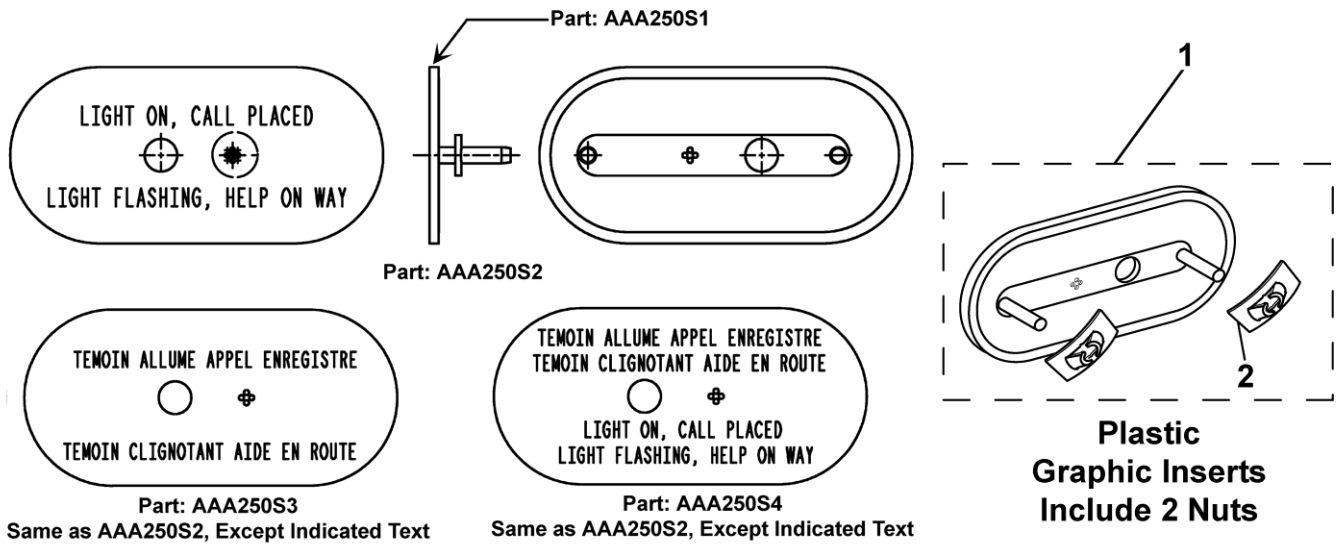 Part: AAA250S1
LIGHT ON, CALL PLACED
LIGHT FLASHING, HELP ON WAY
Part: AAA250S2
TEMOIN ALLUME APPEL ENREGISTRE
TEMOIN CLIGNOTANT AIDE EN ROUTE
Part: AAA250S3
Same as AAA250S2, Except Indicated Text
TEMOIN ALLUME APPEL ENREGISTRE
TEMOIN CLIGNOTANT AIDE EN ROUTE
LIGHT ON, CALL PLACED
LIGHT FLASHING, HELP ON WAY
Part: AAA250S4
Same as AAA250S2, Except Indicated Text
1
2
Plastic
Graphic Inserts
Include 2 Nuts